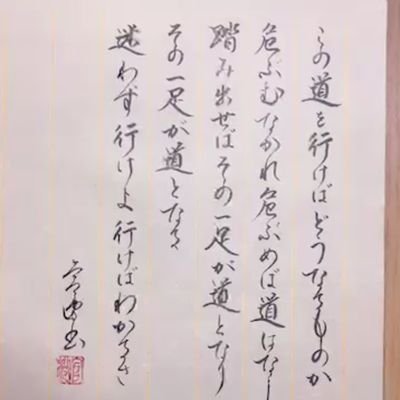 この道を行けばどうなるものか
危ぶむなかれ危ぶめば道はなし
踏み出せばその一足が道となり
その一足が道となる
迷わず行けよ行けばわかるさ